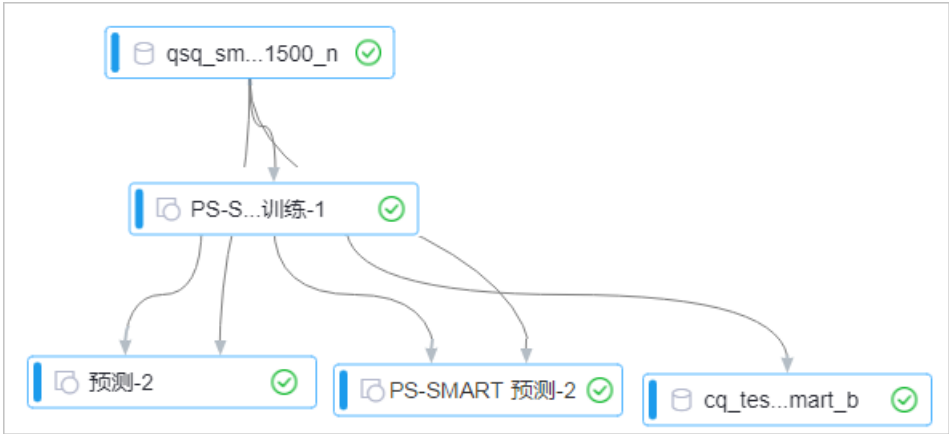 qsq_sm...1500_n
PS-S...训练-1
预测-2
PS-SMART 预测-2
cq_tes...mart_b